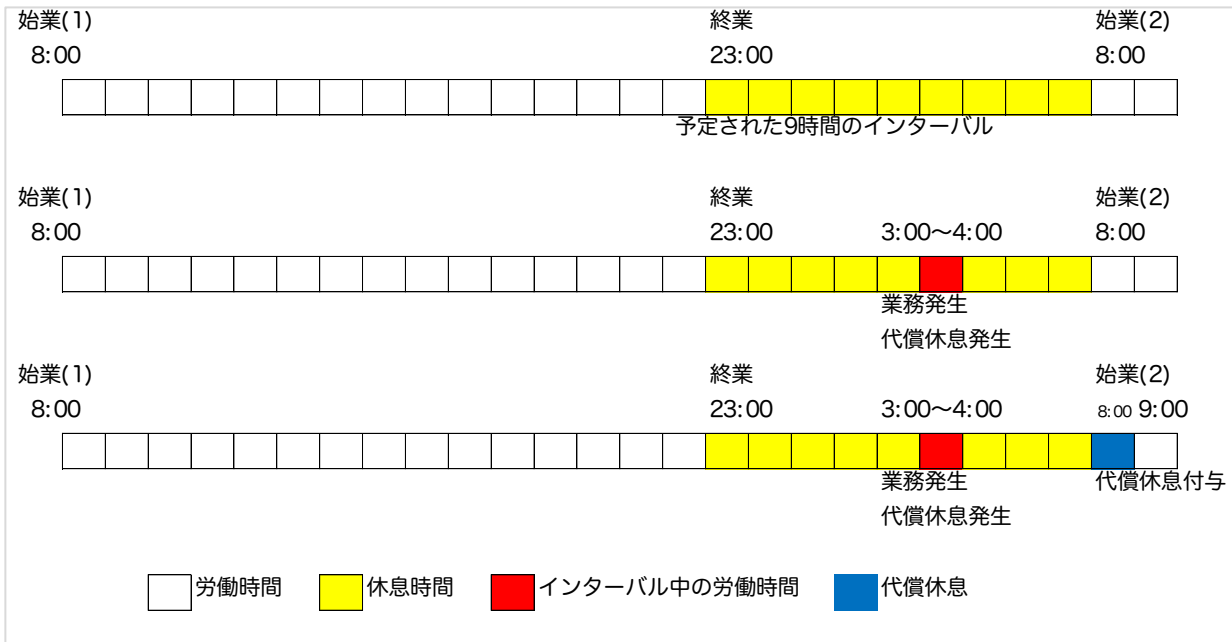 始業(1) 終業 始業(2)
8:00 23:00 8:00
予定された9時間のインターバル
始業(1) 終業 始業(2)
8:00 23:00 3:00〜4:00 8:00
業務発生
代償休息発生
始業(1) 終業 始業(2)
8:00 23:00 3:00〜4:00 8:00 9:00
業務発生 代償休息付与
代償休息発生
労働時間 休息時間 インターバル中の労働時間 代償休息